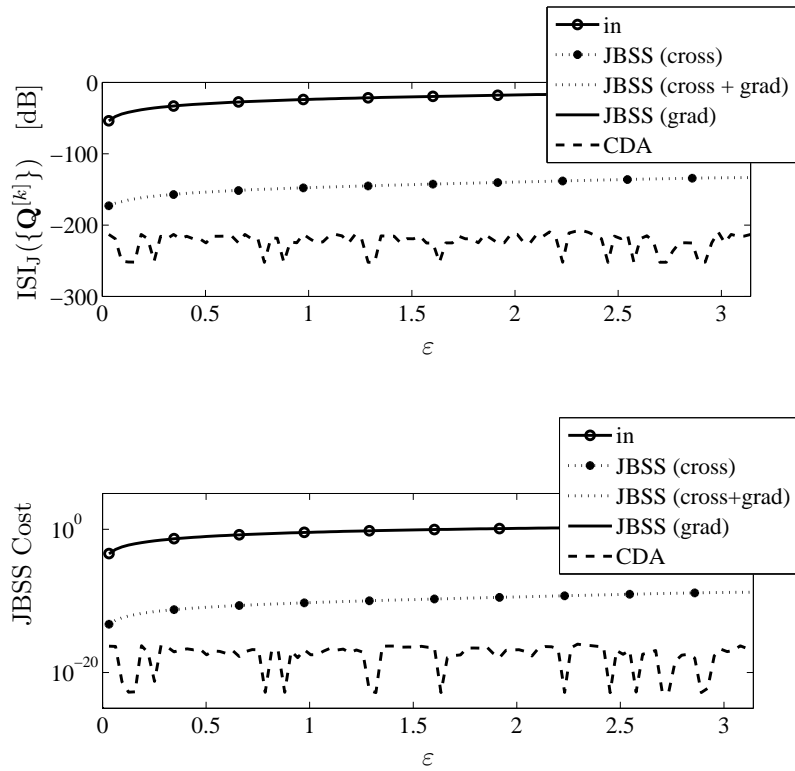 in
JBSS (cross)
JBSS (cross + grad)
JBSS (grad)
CDA
ISI_J({Q^[k]}) [dB]
0
−100
−200
−300
0 0.5 1 1.5 2 2.5 3
ε
in
JBSS (cross)
JBSS (cross+grad)
JBSS (grad)
CDA
JBSS Cost
10^0
10^−20
0 0.5 1 1.5 2 2.5 3
ε